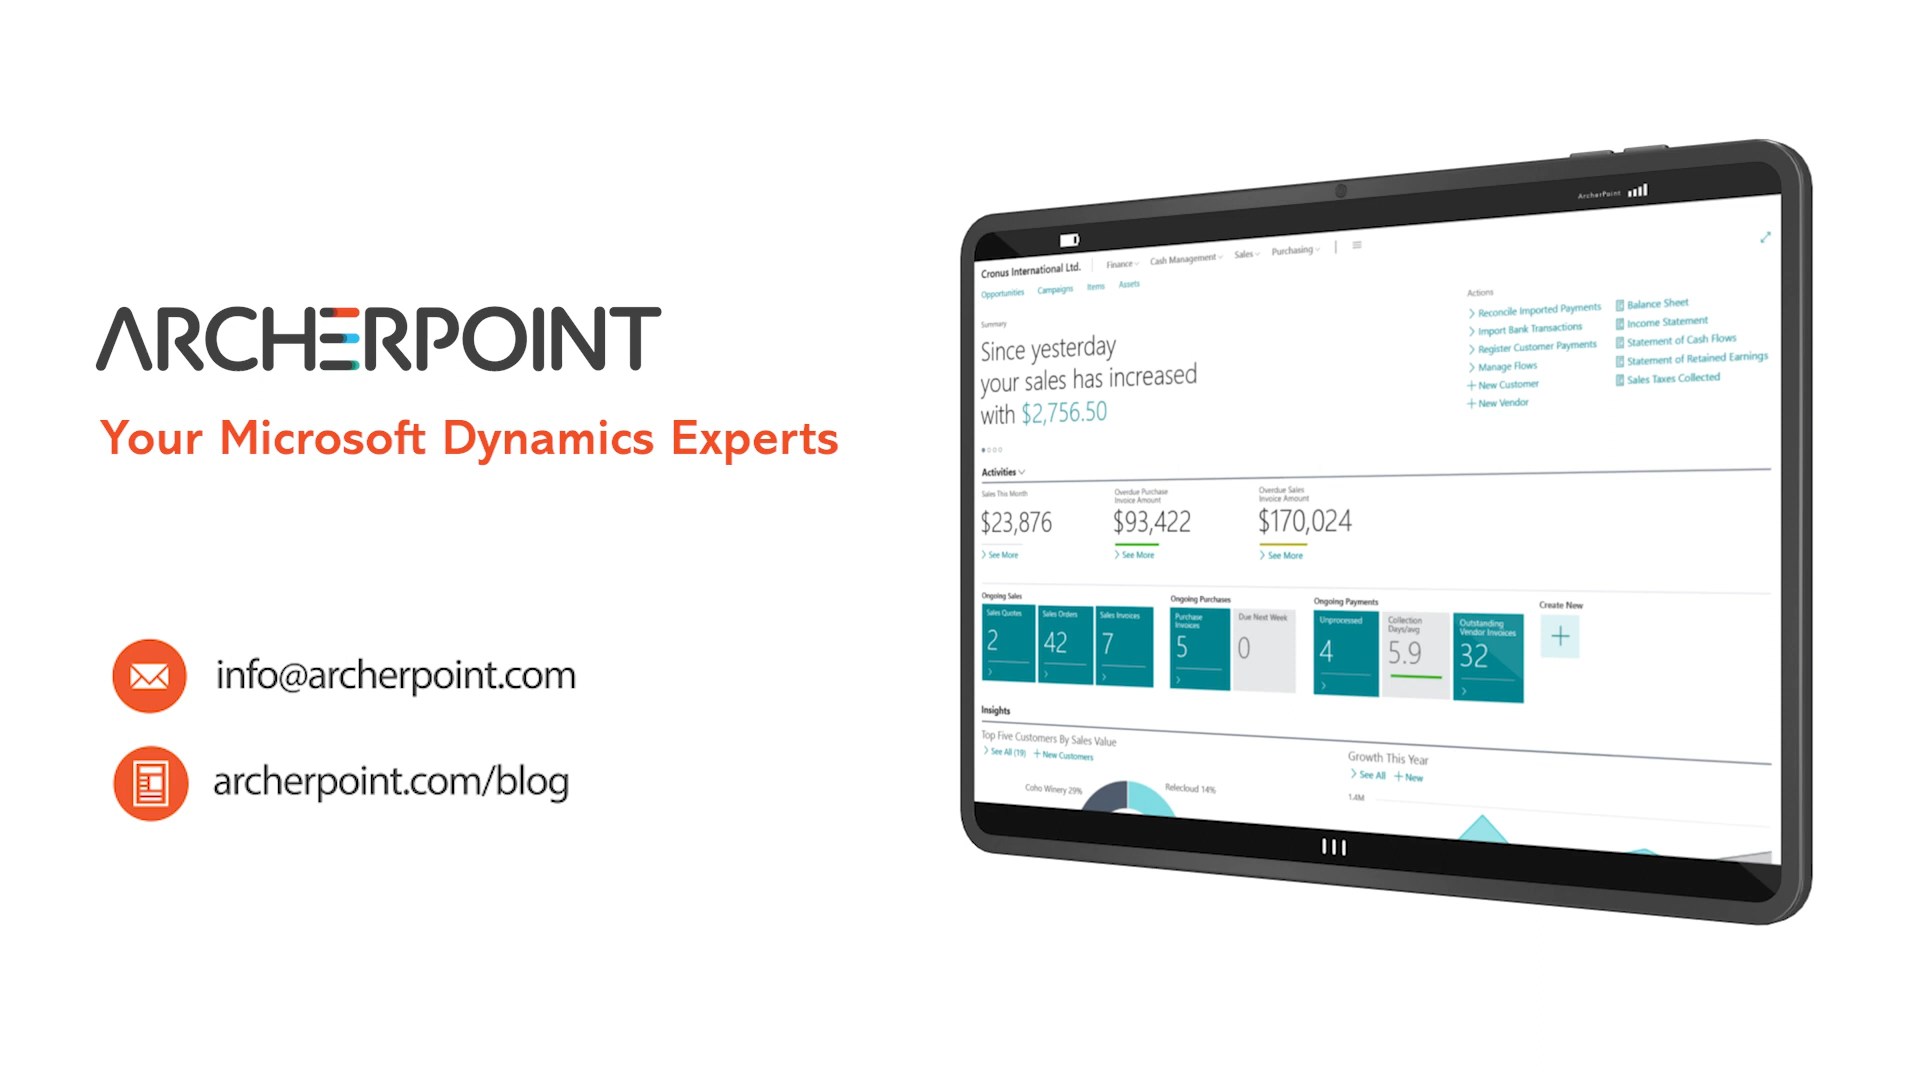 ARCHERPOINT
Your Microsoft Dynamics Experts
info@archerpoint.com
archerpoint.com/blog
ArcherPoint
Cronus International Ltd.
Finance
Cash Management
Sales
Purchasing
Opportunities
Campaigns
Items
Assets
Summary
Since yesterday
your sales has increased
with $2,756.50
Actions
Reconcile Imported Payments
Import Bank Transactions
Register Customer Payments
Manage Flows
+ New Customer
+ New Vendor
Balance Sheet
Income Statement
Statement of Cash Flows
Statement of Retained Earnings
Sales Taxes Collected
Activities
Sales This Month
$23,876
> See More
Overdue Purchase
Invoice Amount
$93,422
> See More
Overdue Sales
Invoice Amount
$170,024
> See More
Ongoing Sales
Sales Quotes
2
Sales Orders
42
Sales Invoices
7
Ongoing Purchases
Purchase
Invoices
5
Due Next Week
0
Ongoing Payments
Unprocessed
4
Collection
Days/avg
5.9
Outstanding
Vendor Invoices
32
Create New
+
Insights
Top Five Customers By Sales Value
> See All (19) + New Customers
Coho Winery 29%
Relecloud 14%
Growth This Year
> See All + New
1.4M